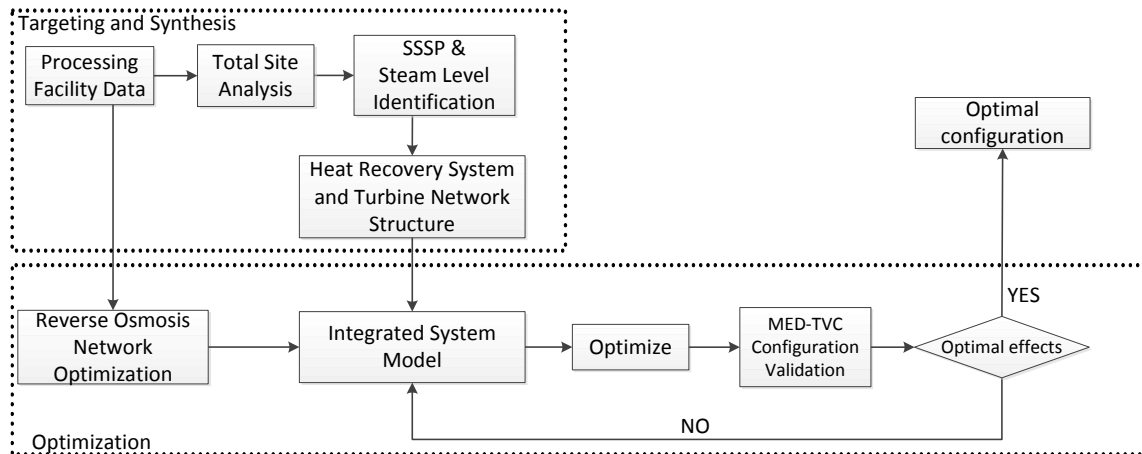 Targeting and Synthesis
Processing
Facility Data
Total Site
Analysis
SSSP &
Steam Level
Identification
Heat Recovery System
and Turbine Network
Structure
Optimal
configuration
Reverse Osmosis
Network
Optimization
Integrated System
Model
Optimize
MED-TVC
Configuration
Validation
Optimal effects
YES
NO
Optimization